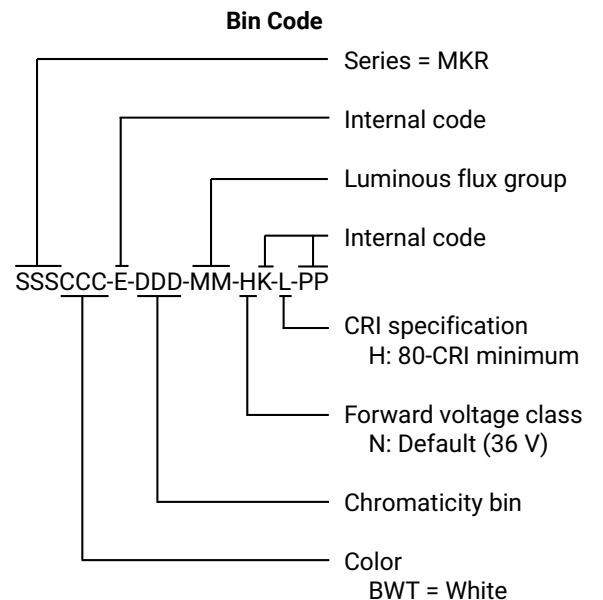 Bin Code
Series = MKR
Internal code
Luminous flux group
Internal code
SSSCCC-E-DDD-MM-HK-L-PP
CRI specification
H: 80-CRI minimum
Forward voltage class
N: Default (36 V)
Chromaticity bin
Color
BWT = White